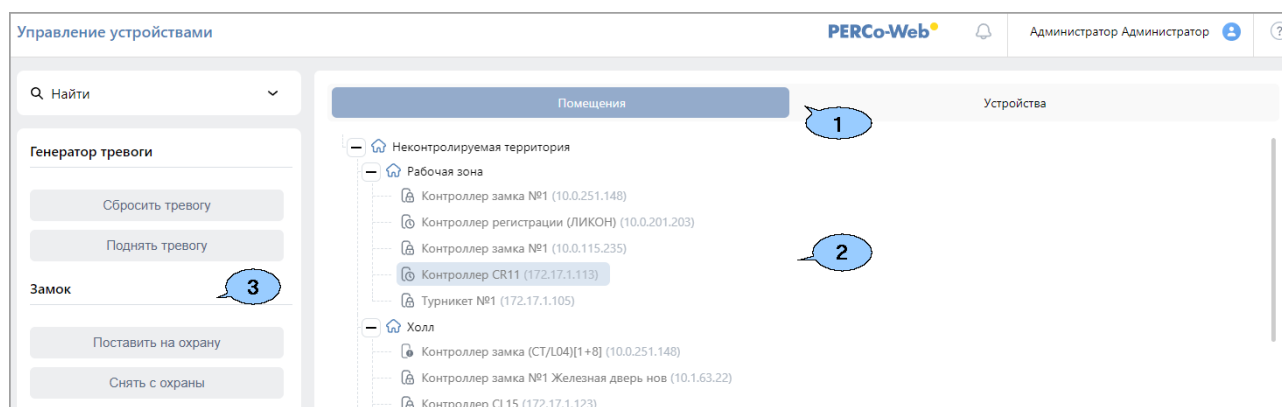 Управление устройствами
PERCo-Web
Администратор Администратор
?
Найти
Помещения
Устройства
1
Генератор тревоги
Сбросить тревогу
Поднять тревогу
Замок
3
Поставить на охрану
Снять с охраны
Неконтролируемая территория
Рабочая зона
Контроллер замка №1 (10.0.251.148)
Контроллер регистрации (ЛИКОН) (10.0.201.203)
Контроллер замка №1 (10.0.115.235)
2
Контроллер CR11 (172.17.1.113)
Турникет №1 (172.17.1.105)
Холл
Контроллер замка (CT/L04)[1+8] (10.0.251.148)
Контроллер замка №1 Железная дверь нов (10.1.63.22)
Контроллер CL15 (172.17.1.123)